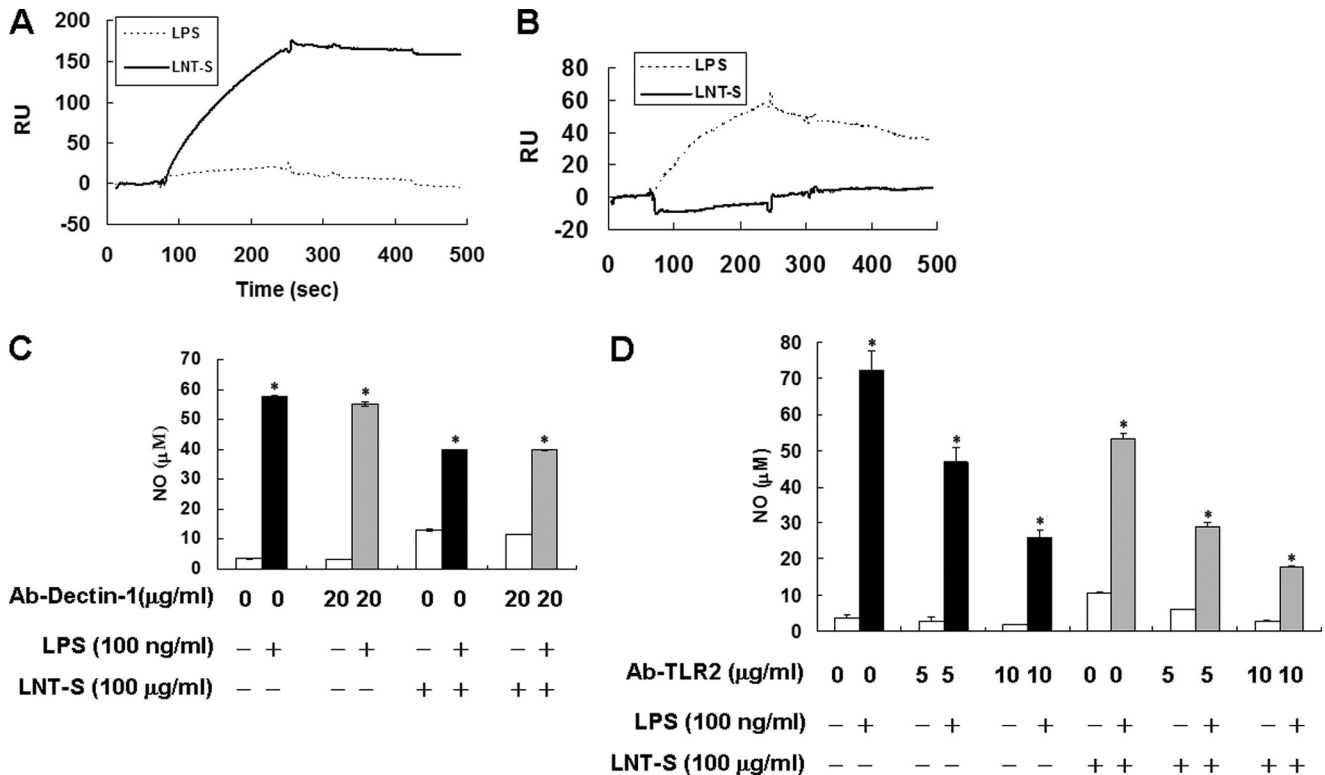 A
200
150
100
50
0
-50
RU
LPS
LNT-S
0 100 200 300 400 500
Time (sec)
B
80
60
40
20
0
-20
RU
LPS
LNT-S
0 100 200 300 400 500
C
70
60
50
40
30
20
10
0
NO (μM)
* * * *
Ab-Dectin-1(μg/ml) 0 0 20 20 0 0 20 20
LPS (100 ng/ml) − + − + − + − +
LNT-S (100 μg/ml) − − − − + + + +
D
80
70
60
50
40
30
20
10
0
NO (μM)
* * * * * *
Ab-TLR2 (μg/ml) 0 0 5 5 10 10 0 0 5 5 10 10
LPS (100 ng/ml) − + − + − + − + − + − +
LNT-S (100 μg/ml) − − − − − − + + + + + +